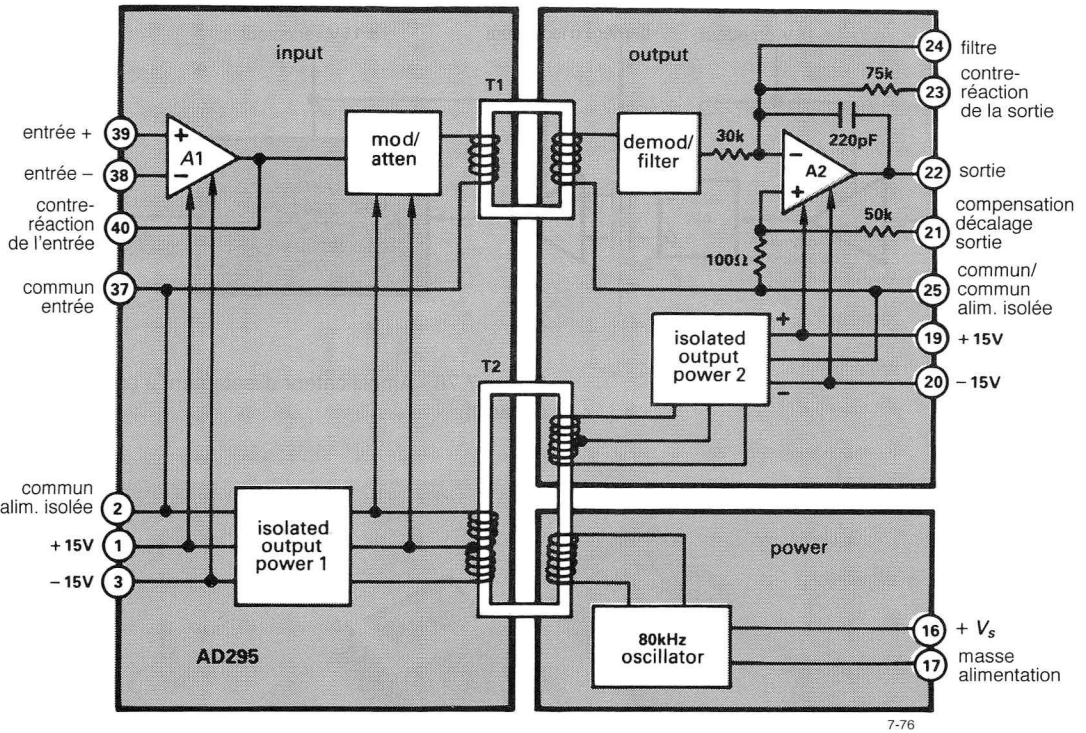 input
entrée +
39
entrée –
38
contre-
réaction
de l'entrée
40
commun
entrée
37
A1
+
–
mod/
atten
T1
T2
commun
alim. isolée
2
+ 15V
1
– 15V
3
isolated
output
power 1
AD295
output
demod/
filter
30k
75k
220pF
A2
–
+
50k
100Ω
isolated
output
power 2
+
–
24
filtre
23
contre-
réaction
de la sortie
22
sortie
21
compensation
décalage
sortie
25
commun/
commun
alim. isolée
19
+ 15V
20
– 15V
power
80kHz
oscillator
16
+ Vs
17
masse
alimentation
7-76